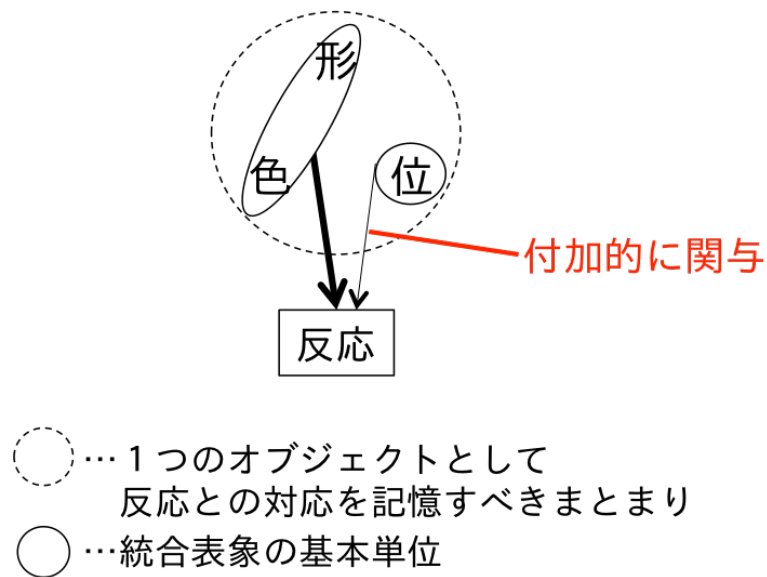 形
色
位
付加的に関与
反応
…１つのオブジェクトとして
反応との対応を記憶すべきまとまり
…統合表象の基本単位